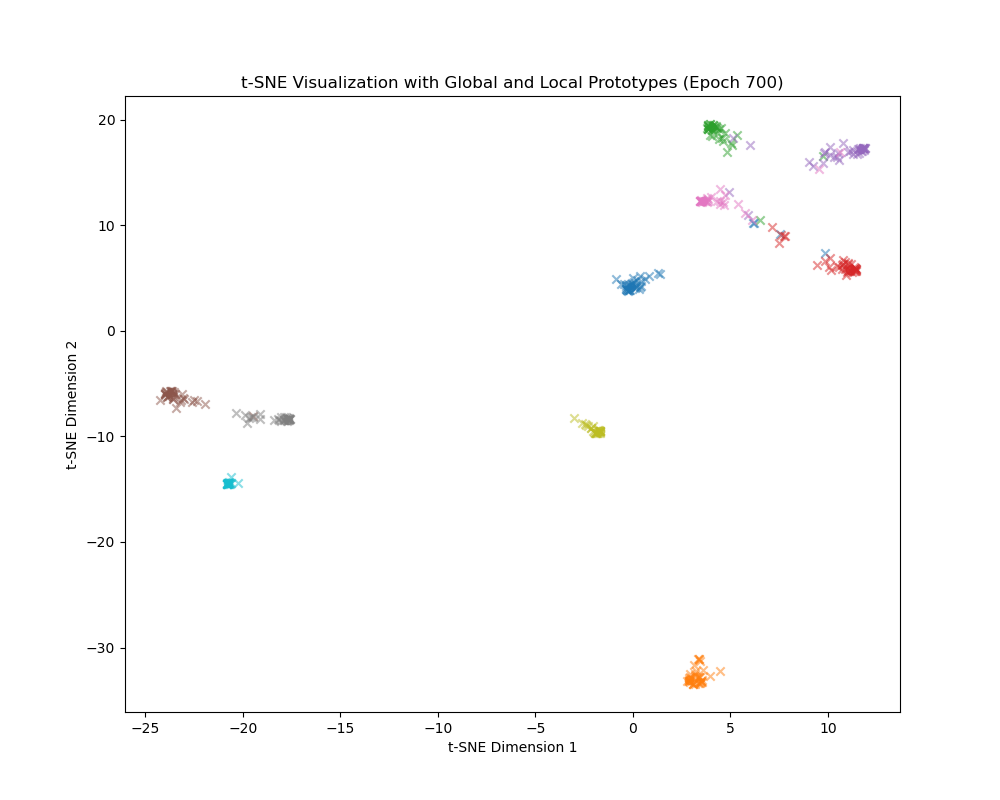 t-SNE Visualization with Global and Local Prototypes (Epoch 700)
20
10
0
−10
−20
−30
t-SNE Dimension 2
−25 −20 −15 −10 −5 0 5 10
t-SNE Dimension 1